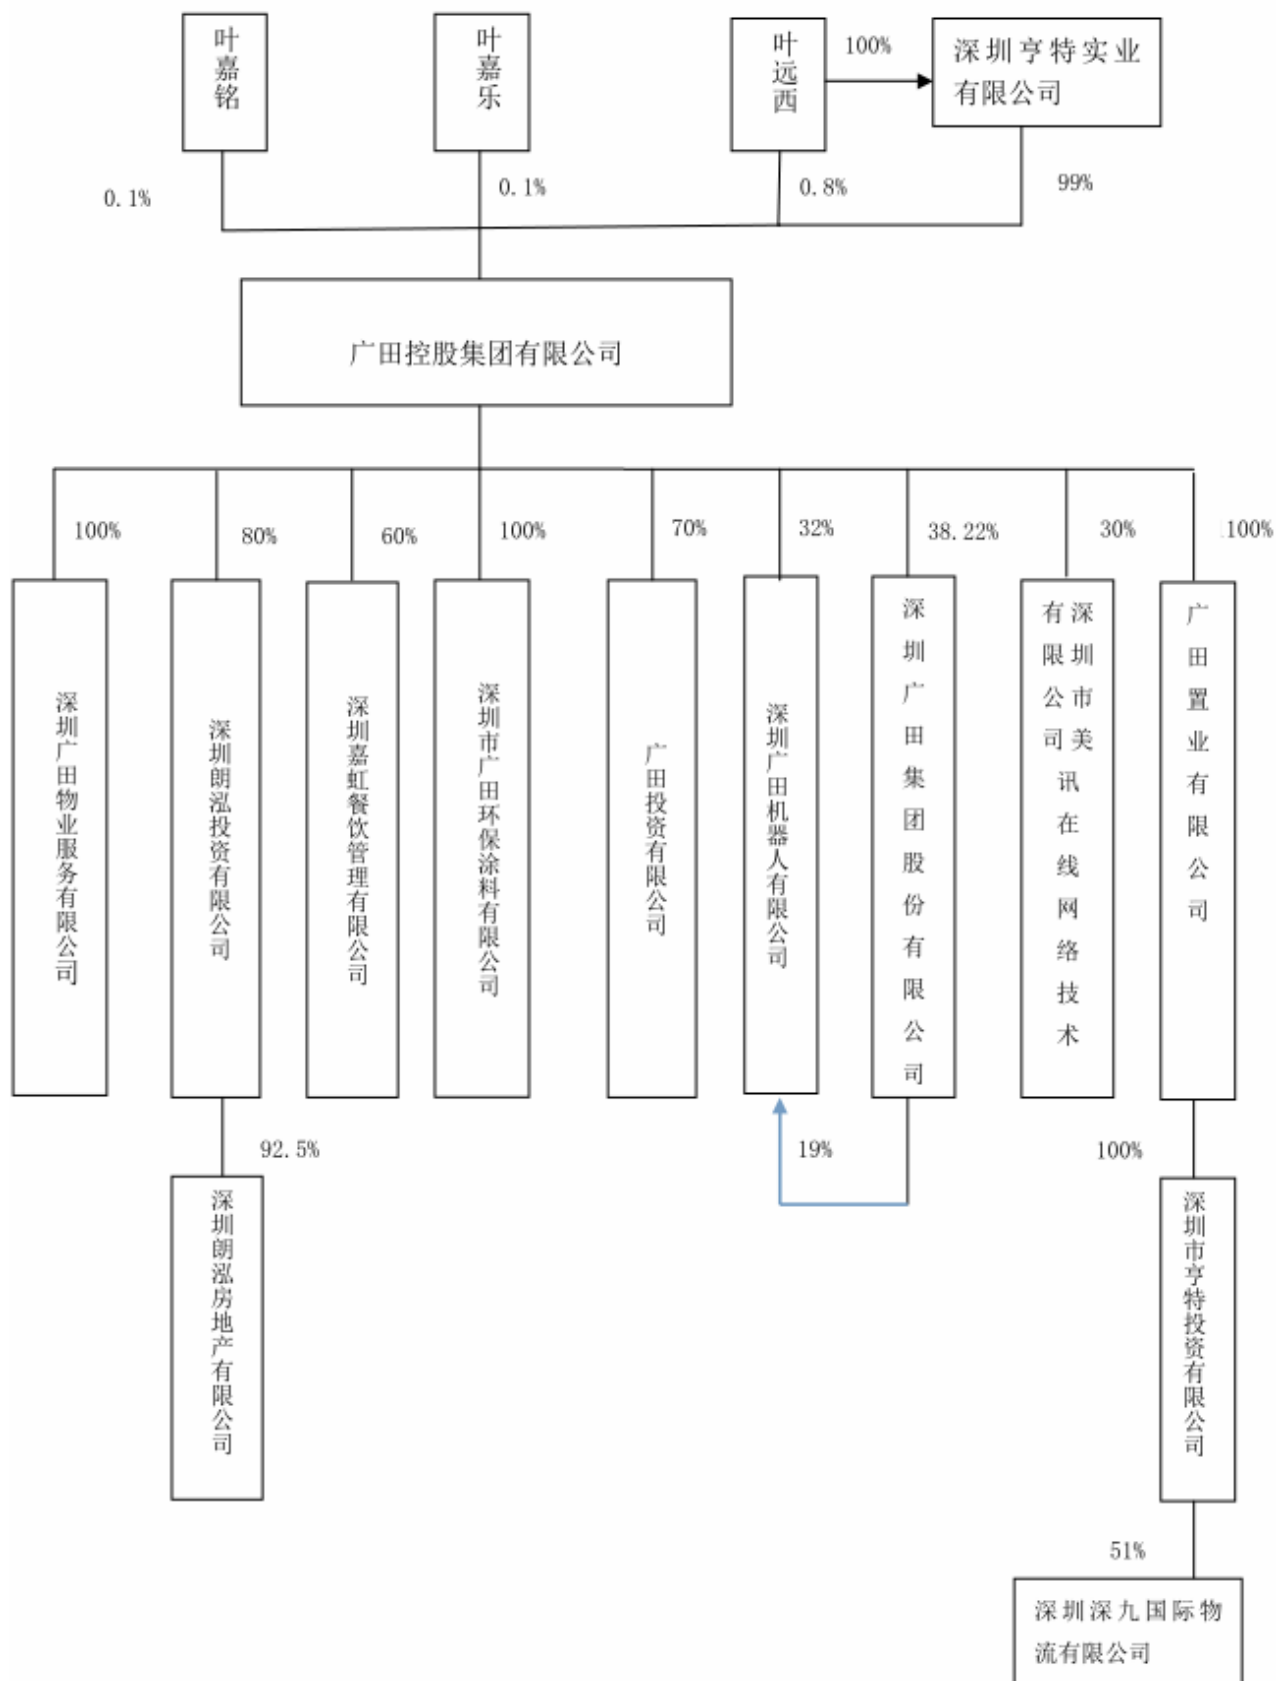 叶嘉铭
叶嘉乐
叶远西
100%
深圳亨特实业
有限公司
0.1%
0.1%
0.8%
99%
广田控股集团有限公司
100%
80%
60%
100%
70%
32%
38.22%
30%
100%
深圳广田物业服务有限公司
深圳朗泓投资有限公司
深圳嘉虹餐饮管理有限公司
深圳市广田环保涂料有限公司
广田投资有限公司
深圳广田机器人有限公司
深圳广田集团股份有限公司
深圳市美讯在线网络技术
有限公司
广田置业有限公司
92.5%
19%
100%
深圳朗泓房地产有限公司
深圳市亨特投资有限公司
51%
深圳深九国际物
流有限公司